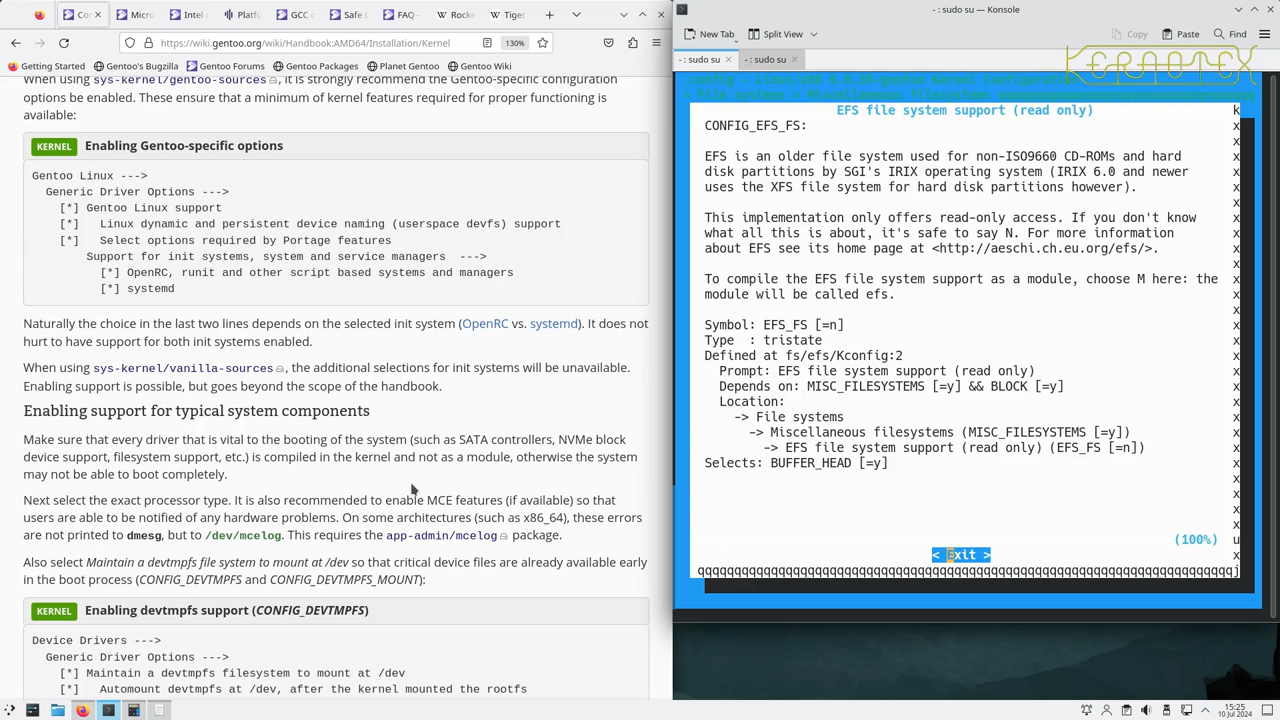 Cor
Micro
Intel r
Platfo
GCC o
Safe C
FAQ -
Rocke
Tiger
https://wiki.gentoo.org/wiki/Handbook:AMD64/Installation/Kernel
130%
Getting Started
Gentoo's Bugzilla
Gentoo Forums
Gentoo Packages
Planet Gentoo
Gentoo Wiki
When using sys-kernel/gentoo-sources, it is strongly recommend the Gentoo-specific configuration
options be enabled. These ensure that a minimum of kernel features required for proper functioning is
available:
KERNEL Enabling Gentoo-specific options
Gentoo Linux --->
Generic Driver Options --->
[*] Gentoo Linux support
[*] Linux dynamic and persistent device naming (userspace devfs) support
[*] Select options required by Portage features
Support for init systems, system and service managers --->
[*] OpenRC, runit and other script based systems and managers
[*] systemd
Naturally the choice in the last two lines depends on the selected init system (OpenRC vs. systemd). It does not
hurt to have support for both init systems enabled.
When using sys-kernel/vanilla-sources, the additional selections for init systems will be unavailable.
Enabling support is possible, but goes beyond the scope of the handbook.
Enabling support for typical system components
Make sure that every driver that is vital to the booting of the system (such as SATA controllers, NVMe block
device support, filesystem support, etc.) is compiled in the kernel and not as a module, otherwise the system
may not be able to boot completely.
Next select the exact processor type. It is also recommended to enable MCE features (if available) so that
users are able to be notified of any hardware problems. On some architectures (such as x86_64), these errors
are not printed to dmesg, but to /dev/mcelog. This requires the app-admin/mcelog package.
Also select Maintain a devtmpfs file system to mount at /dev so that critical device files are already available early
in the boot process (CONFIG_DEVTMPFS and CONFIG_DEVTMPFS_MOUNT):
KERNEL Enabling devtmpfs support (CONFIG_DEVTMPFS)
Device Drivers --->
Generic Driver Options --->
[*] Maintain a devtmpfs filesystem to mount at /dev
[*] Automount devtmpfs at /dev, after the kernel mounted the rootfs
- : sudo su — Konsole
New Tab
Split View
Copy
Paste
Find
- : sudo su
- : sudo su
KERNOTEX
File systems > Miscellaneous filesystems
EFS file system support (read only)
CONFIG_EFS_FS:
EFS is an older file system used for non-ISO9660 CD-ROMs and hard
disk partitions by SGI's IRIX operating system (IRIX 6.0 and newer
uses the XFS file system for hard disk partitions however).
This implementation only offers read-only access. If you don't know
what all this is about, it's safe to say N. For more information
about EFS see its home page at <http://aeschi.ch.eu.org/efs/>.
To compile the EFS file system support as a module, choose M here: the
module will be called efs.
Symbol: EFS_FS [=n]
Type : tristate
Defined at fs/efs/Kconfig:2
Prompt: EFS file system support (read only)
Depends on: MISC_FILESYSTEMS [=y] && BLOCK [=y]
Location:
-> File systems
-> Miscellaneous filesystems (MISC_FILESYSTEMS [=y])
-> EFS file system support (read only) (EFS_FS [=n])
Selects: BUFFER_HEAD [=y]
(100%)
< Exit >
15:25
10 Jul 2024